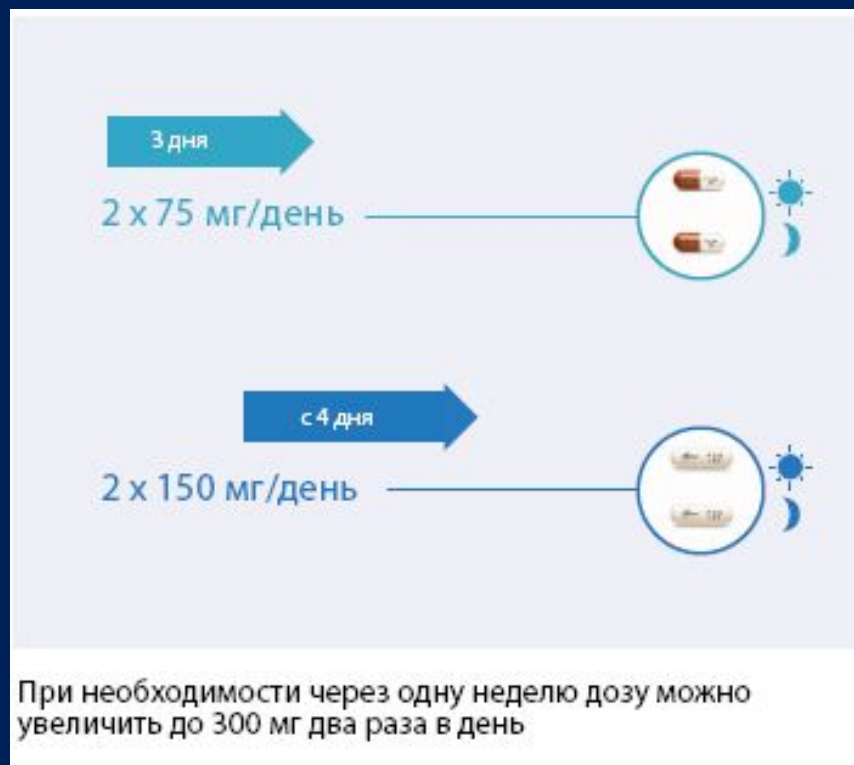 3 дня
2 x 75 мг/день
с 4 дня
2 x 150 мг/день
При необходимости через одну неделю дозу можно
увеличить до 300 мг два раза в день